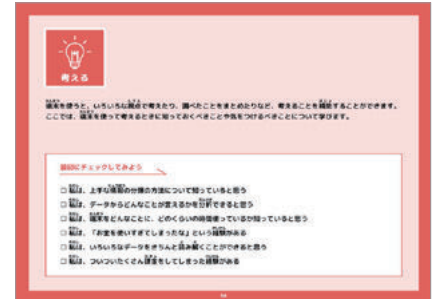 考える
端末を使うと、いろいろな視点で考えたり、調べたことをまとめたりなど、考えることを補助することができます。
ここでは、端末を使って考えるときに知っておくべきことや気をつけるべきことについて学びます。
最初にチェックしてみよう
□ 私は、上手な情報の分類の方法について知っていると思う
□ 私は、データからどんなことが言えるかを分析できると思う
□ 私は、端末をどんなことに、どのくらいの時間使っているか知っていると思う
□ 私は、「お金を使いすぎてしまったな」という経験がある
□ 私は、いろいろなデータをきちんと読み解くことができると思う
□ 私は、ついついたくさん課金をしてしまった経験がある